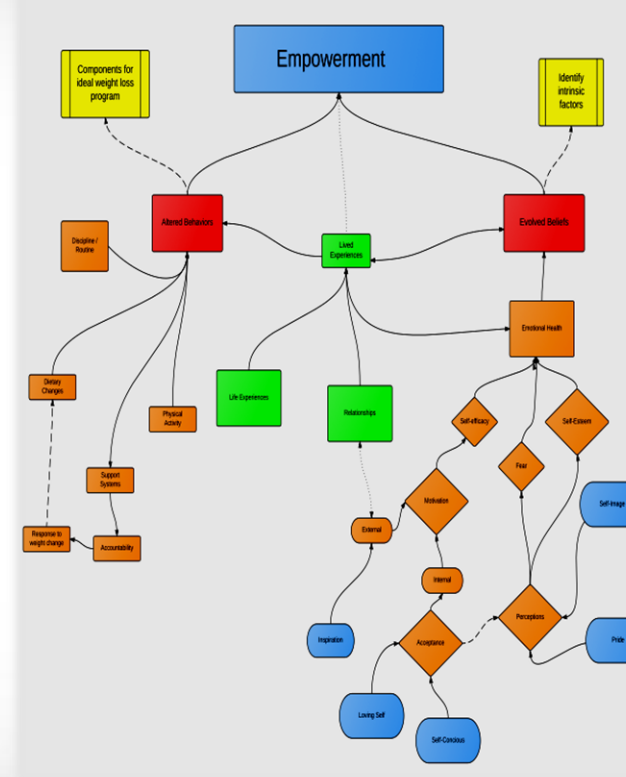 Empowerment
Components for
ideal weight loss
program
Identify
intrinsic
factors
Altered Behaviors
Evolved Beliefs
Discipline /
Routine
Lived
Experiences
Emotional Health
Dietary
Changes
Life Experiences
Relationships
Physical
Activity
Self-efficacy
Self-Esteem
Fear
Support
Systems
Motivation
Self-Image
External
Response to
weight change
Accountability
Internal
Perceptions
Inspiration
Acceptance
Pride
Loving Self
Self-Concious